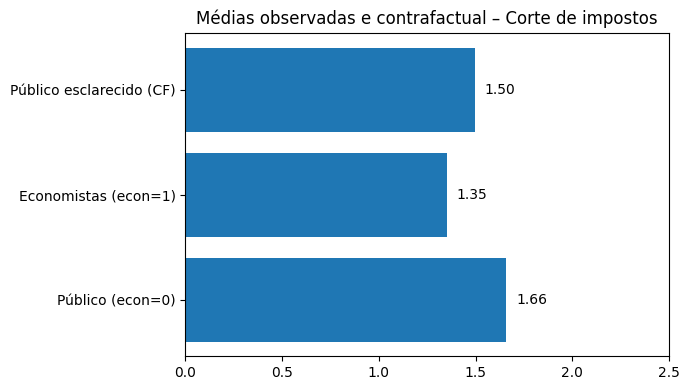 Médias observadas e contrafactual – Corte de impostos
Público esclarecido (CF)
1.50
Economistas (econ=1)
1.35
Público (econ=0)
1.66
0.0 0.5 1.0 1.5 2.0 2.5